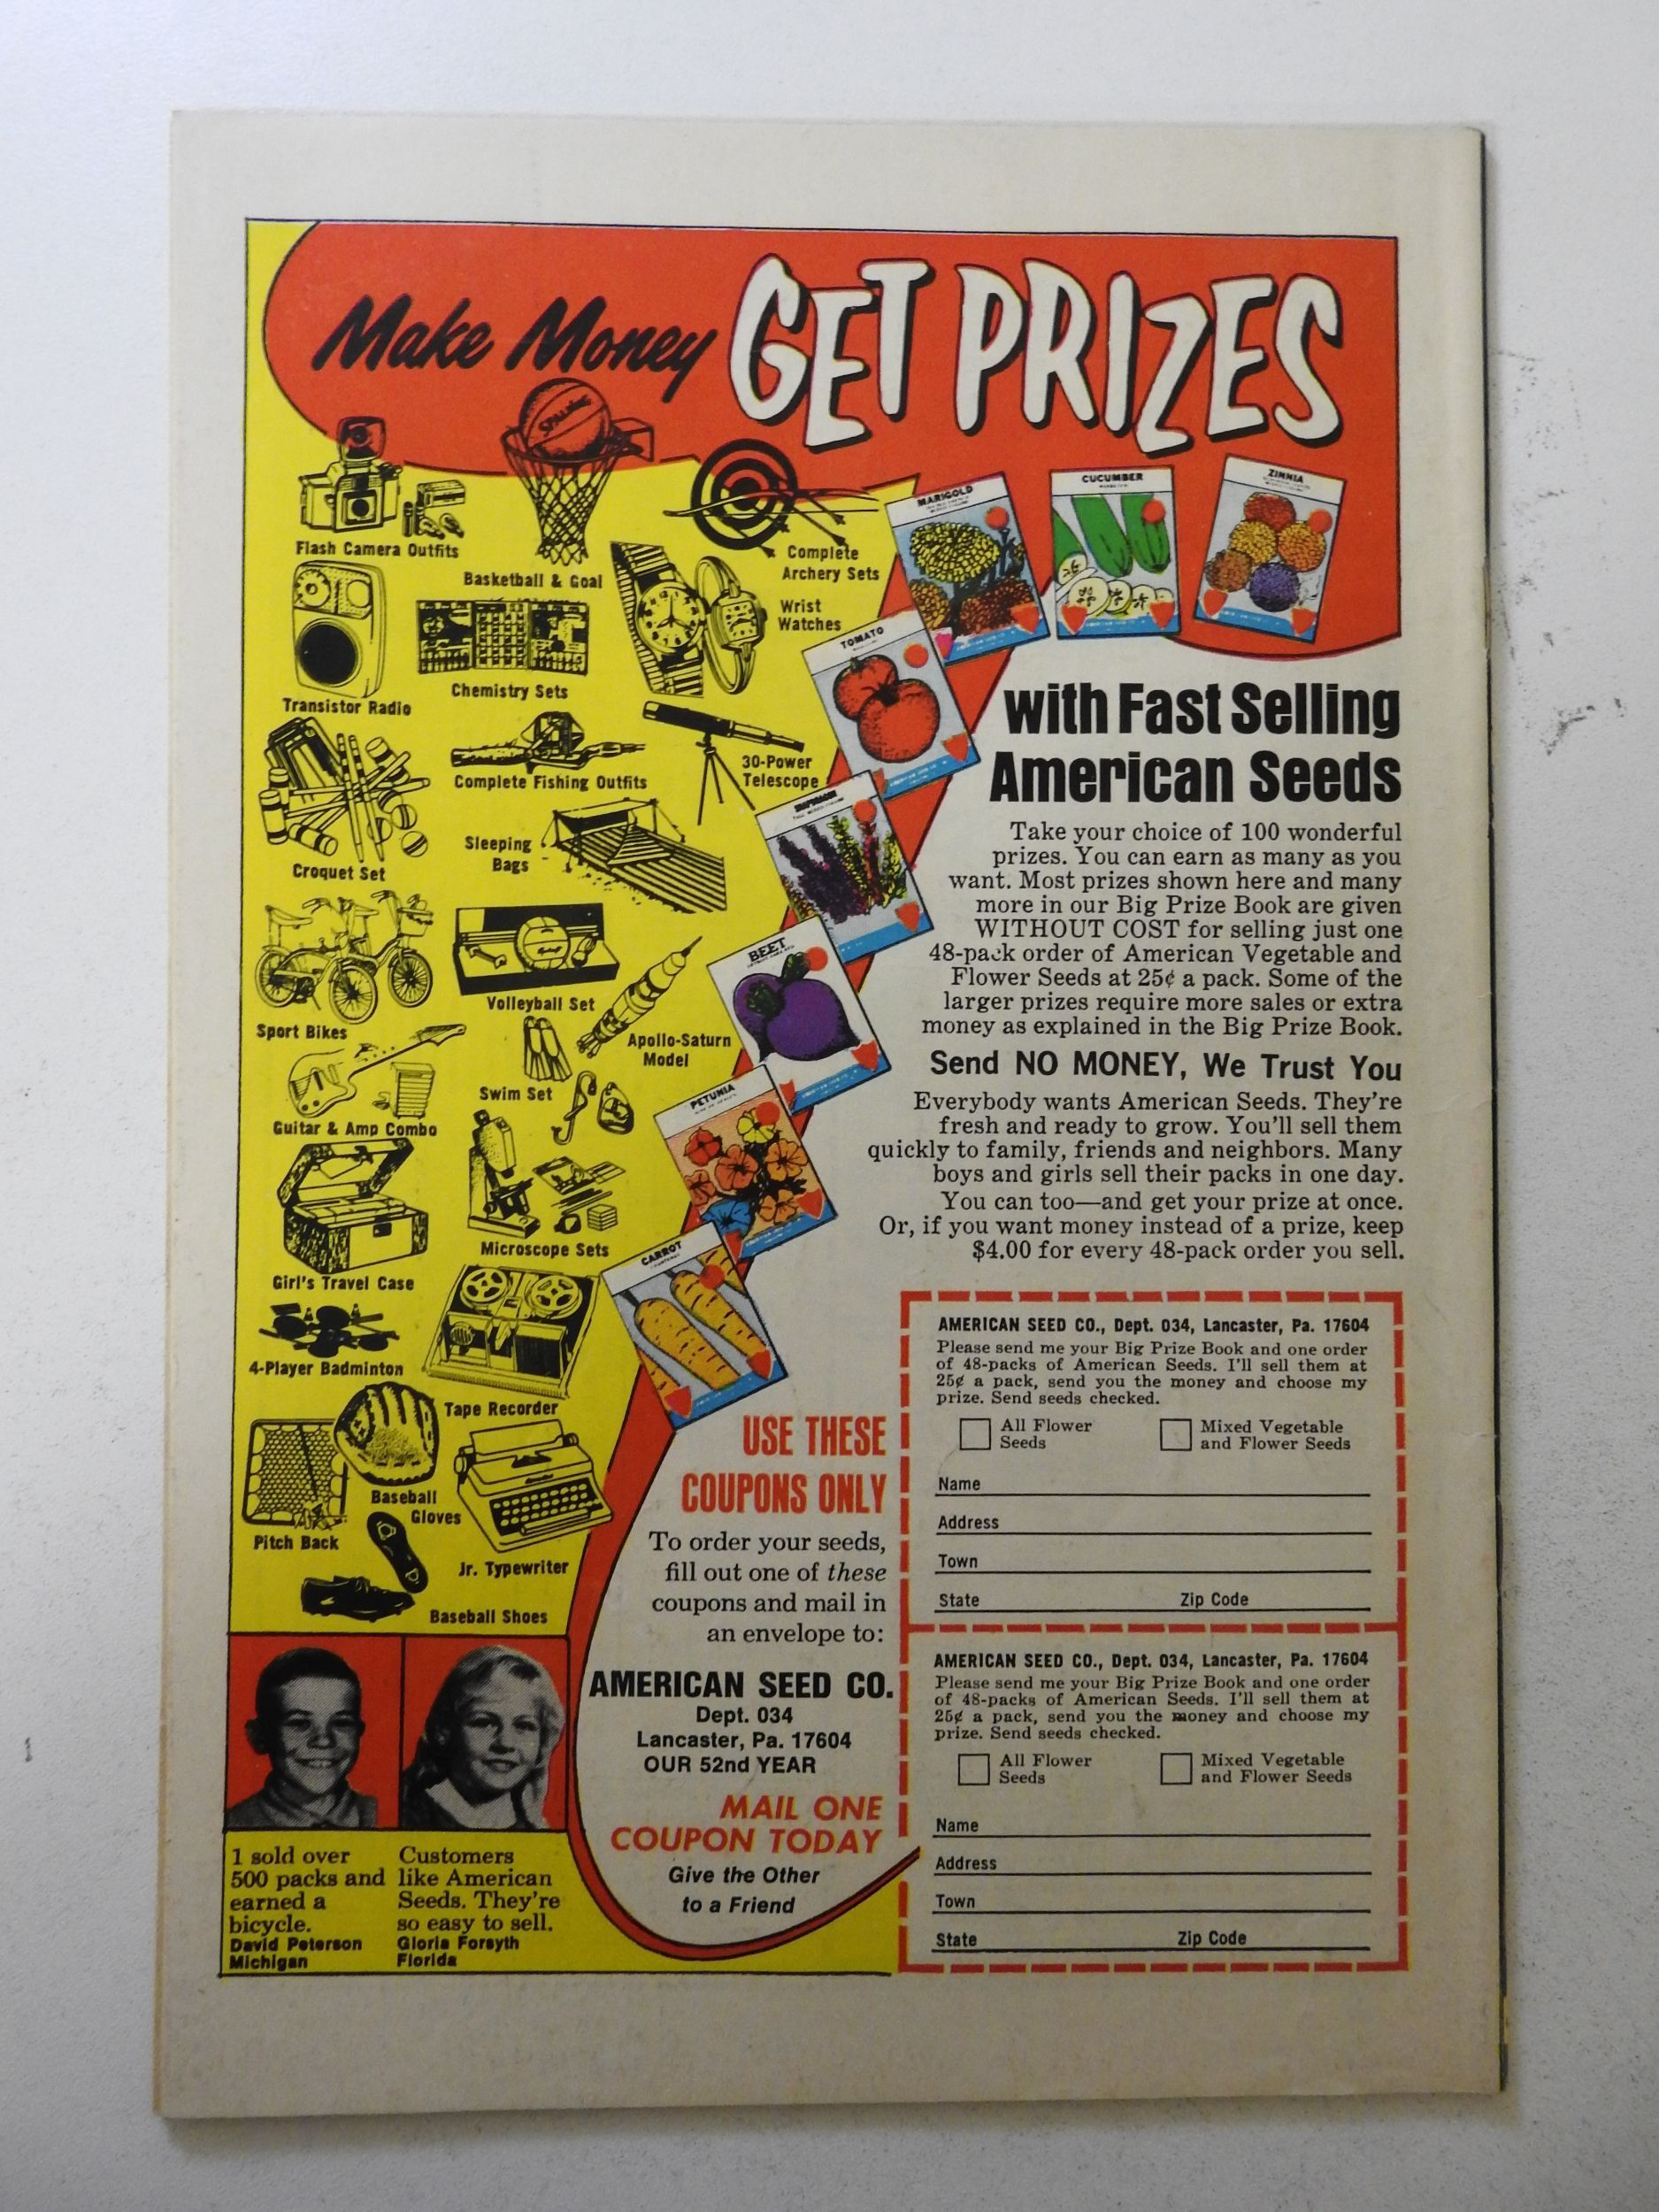 Make Money GET PRIZES
SPALDING
Flash Camera Outfits
Basketball & Goal
Complete
Archery Sets
Wrist
Watches
Transistor Radio
Chemistry Sets
Croquet Set
Complete Fishing Outfits
30-Power
Telescope
Sleeping
Bags
Sport Bikes
Volleyball Set
Apollo-Saturn
Model
Guitar & Amp Combo
Swim Set
Girl's Travel Case
Microscope Sets
4-Player Badminton
Tape Recorder
Pitch Back
Baseball
Gloves
Jr. Typewriter
Baseball Shoes
MARIGOLD
CUCUMBER
ZINNIA
TOMATO
BEET
PETUNIA
CARROT
with Fast Selling
American Seeds
Take your choice of 100 wonderful
prizes. You can earn as many as you
want. Most prizes shown here and many
more in our Big Prize Book are given
WITHOUT COST for selling just one
48-pack order of American Vegetable and
Flower Seeds at 25¢ a pack. Some of the
larger prizes require more sales or extra
money as explained in the Big Prize Book.
Send NO MONEY, We Trust You
Everybody wants American Seeds. They're
fresh and ready to grow. You'll sell them
quickly to family, friends and neighbors. Many
boys and girls sell their packs in one day.
You can too—and get your prize at once.
Or, if you want money instead of a prize, keep
$4.00 for every 48-pack order you sell.
USE THESE
COUPONS ONLY
To order your seeds,
fill out one of these
coupons and mail in
an envelope to:
AMERICAN SEED CO.
Dept. 034
Lancaster, Pa. 17604
OUR 52nd YEAR
MAIL ONE
COUPON TODAY
Give the Other
to a Friend
AMERICAN SEED CO., Dept. 034, Lancaster, Pa. 17604
Please send me your Big Prize Book and one order
of 48-packs of American Seeds. I'll sell them at
25¢ a pack, send you the money and choose my
prize. Send seeds checked.
All Flower
Seeds
Mixed Vegetable
and Flower Seeds
Name
Address
Town
State Zip Code
AMERICAN SEED CO., Dept. 034, Lancaster, Pa. 17604
Please send me your Big Prize Book and one order
of 48-packs of American Seeds. I'll sell them at
25¢ a pack, send you the money and choose my
prize. Send seeds checked.
All Flower
Seeds
Mixed Vegetable
and Flower Seeds
Name
Address
Town
State Zip Code
1 sold over
500 packs and
earned a
bicycle.
David Peterson
Michigan
Customers
like American
Seeds. They're
so easy to sell.
Gloria Forsyth
Florida